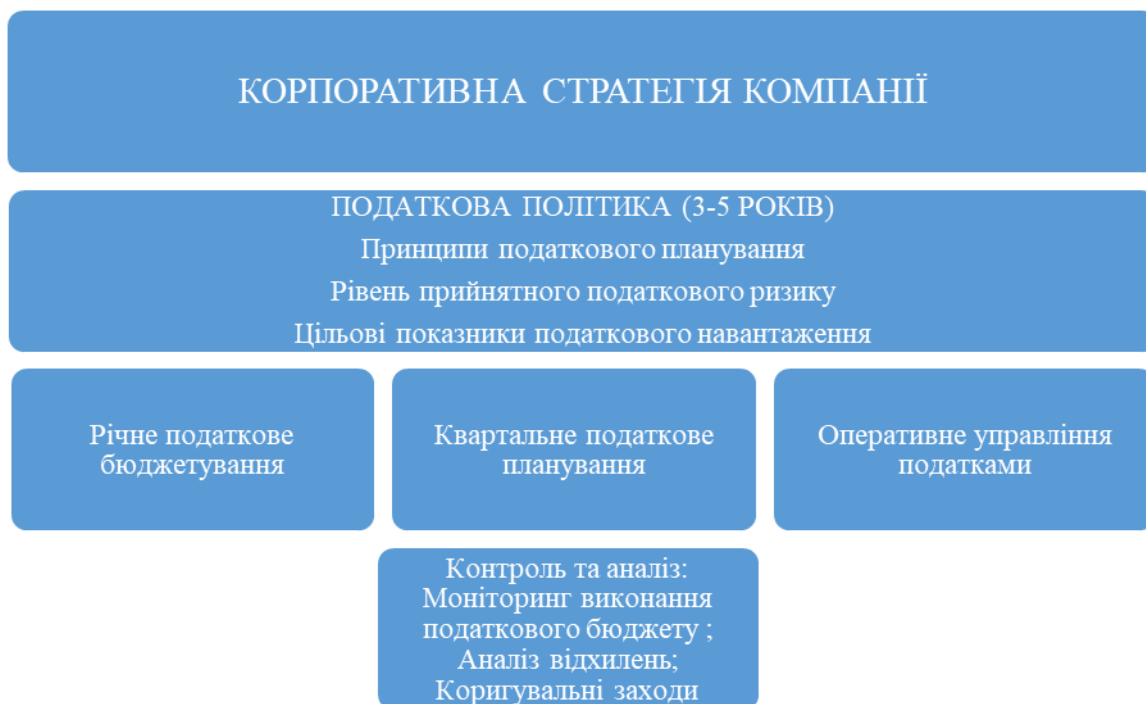 КОРПОРАТИВНА СТРАТЕГІЯ КОМПАНІЇ
ПОДАТКОВА ПОЛІТИКА (3-5 РОКІВ)
Принципи податкового планування
Рівень прийнятного податкового ризику
Цільові показники податкового навантаження
Річне податкове
бюджетування
Квартальне податкове
планування
Оперативне управління
податками
Контроль та аналіз:
Моніторинг виконання
податкового бюджету ;
Аналіз відхилень;
Коригувальні заходи